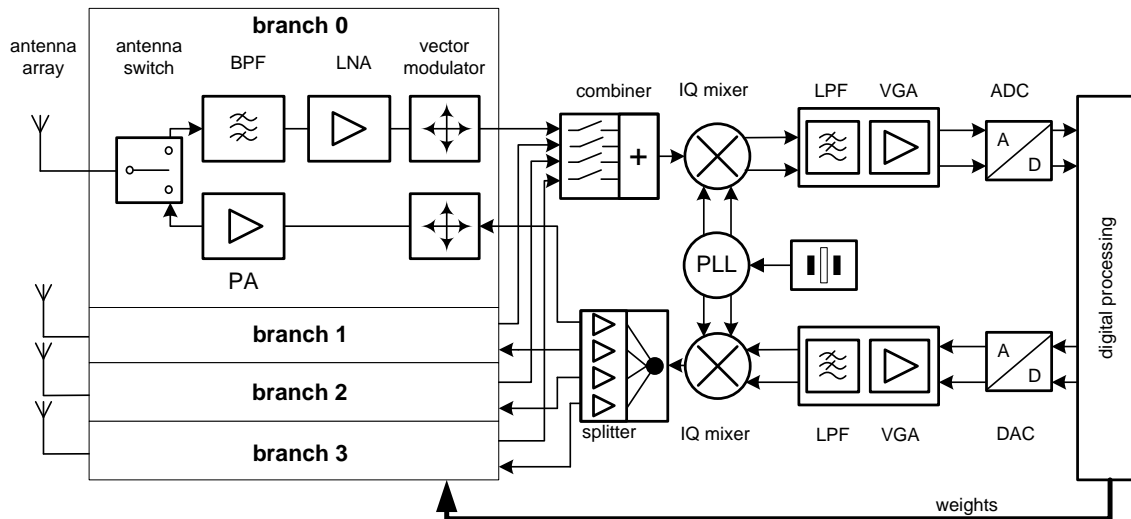 branch 0
antenna
array
antenna
switch
BPF
LNA
vector
modulator
combiner
IQ mixer
LPF
VGA
ADC
+
A
D
PA
PLL
digital processing
branch 1
branch 2
branch 3
splitter
IQ mixer
LPF
VGA
DAC
A
D
weights